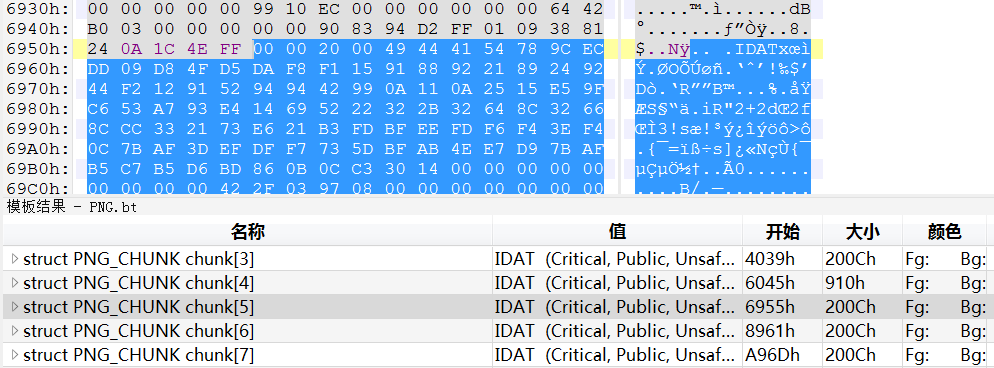 6930h: 00 00 00 00 00 99 10 EC 00 00 00 00 00 00 64 42 .....™.ì......dB
6940h: B0 03 00 00 00 00 00 90 83 94 D2 FF 01 09 38 81 °.......ƒ”Òÿ..8.
6950h: 24 0A 1C 4E FF 00 00 20 00 49 44 41 54 78 9C EC $..Nÿ.. .IDATxœì
6960h: DD 09 D8 4F D5 DA F8 F1 15 91 88 92 21 89 24 92 Ý.ØOÕÚøñ.‘ˆ’!‰$’
6970h: 44 F2 12 91 52 94 94 42 99 0A 11 0A 25 15 E5 9F Dò.‘R””B™...%.åŸ
6980h: C6 53 A7 93 E4 14 69 52 22 2B 32 64 8C 32 66 ÆS§“ä.iR"2+2dŒ2f
6990h: 8C CC 33 21 73 E6 21 B3 FD BF EE FD F6 F4 3E F4 ŒÌ3!sæ!³ý¿îýöô>ô
69A0h: 0C 7B AF 3D EF DF F7 73 5D BF AB 4E E7 D9 7B AF .{¯=ïß÷s]¿«NçÙ{¯
69B0h: B5 C7 B5 D6 BD 86 0B 0C C3 30 14 00 00 00 00 00 µÇµÖ½†..Ã0......
69C0h: 00 00 00 00 42 2F 03 97 08 00 00 00 00 00 00 00 ....B/.—........
模板结果 - PNG.bt
名称 值 开始 大小 颜色
struct PNG_CHUNK chunk[3] IDAT (Critical, Public, Unsaf... 4039h 200Ch Fg: Bg:
struct PNG_CHUNK chunk[4] IDAT (Critical, Public, Unsaf... 6045h 910h Fg: Bg:
struct PNG_CHUNK chunk[5] IDAT (Critical, Public, Unsaf... 6955h 200Ch Fg: Bg:
struct PNG_CHUNK chunk[6] IDAT (Critical, Public, Unsaf... 8961h 200Ch Fg: Bg:
struct PNG_CHUNK chunk[7] IDAT (Critical, Public, Unsaf... A96Dh 200Ch Fg: Bg: